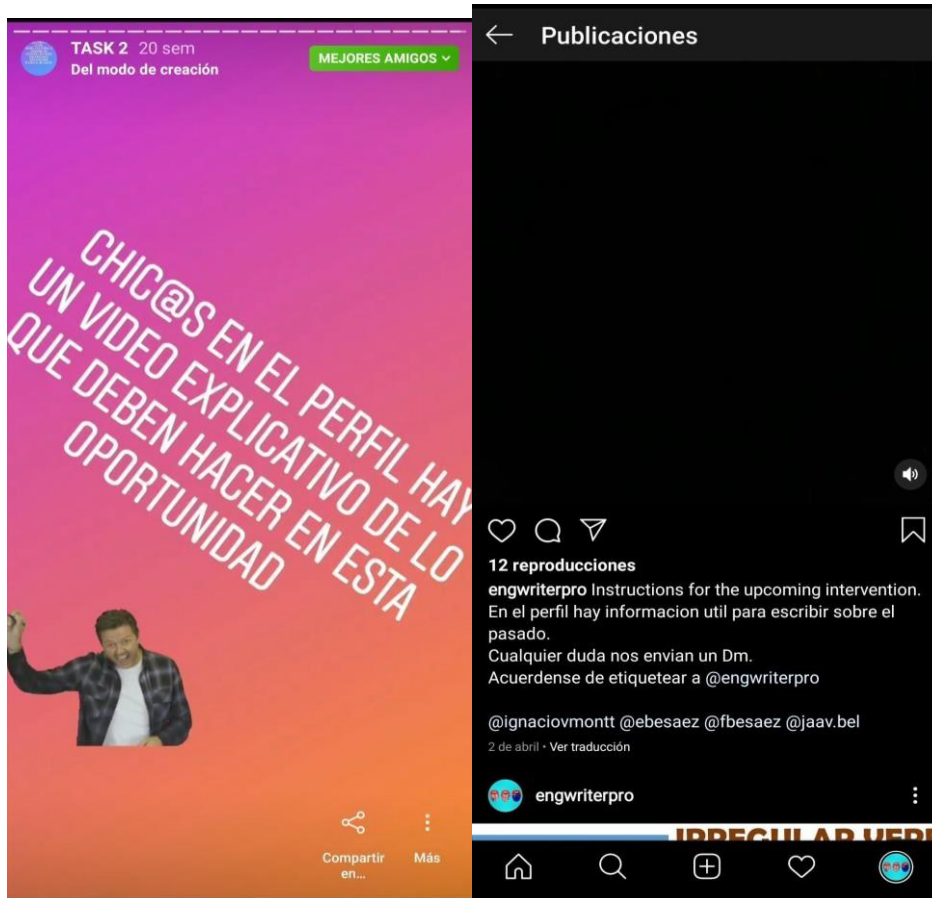 TASK 2 20 sem
Del modo de creación
MEJORES AMIGOS
CHIC@S EN EL PERFIL HAY
UN VIDEO EXPLICATIVO DE LO
QUE DEBEN HACER EN ESTA
OPORTUNIDAD
Compartir
en...
Más
Publicaciones
12 reproducciones
engwriterpro Instructions for the upcoming intervention.
En el perfil hay informacion util para escribir sobre el
pasado.
Cualquier duda nos envian un Dm.
Acuerdense de etiquetear a @engwriterpro
@ignaciovmontt @ebesaez @fbesaez @jaav.bel
2 de abril • Ver traducción
engwriterpro
IRREGULAR VERB